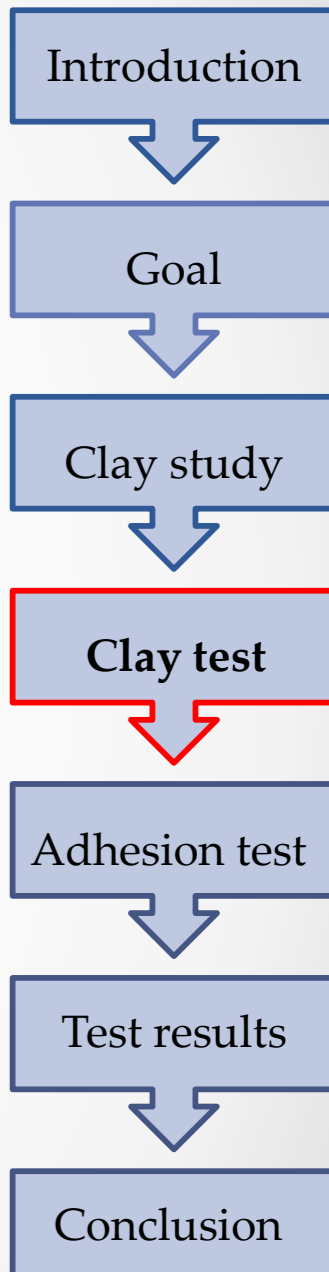 Introduction
Goal
Clay study
Clay test
Adhesion test
Test results
Conclusion